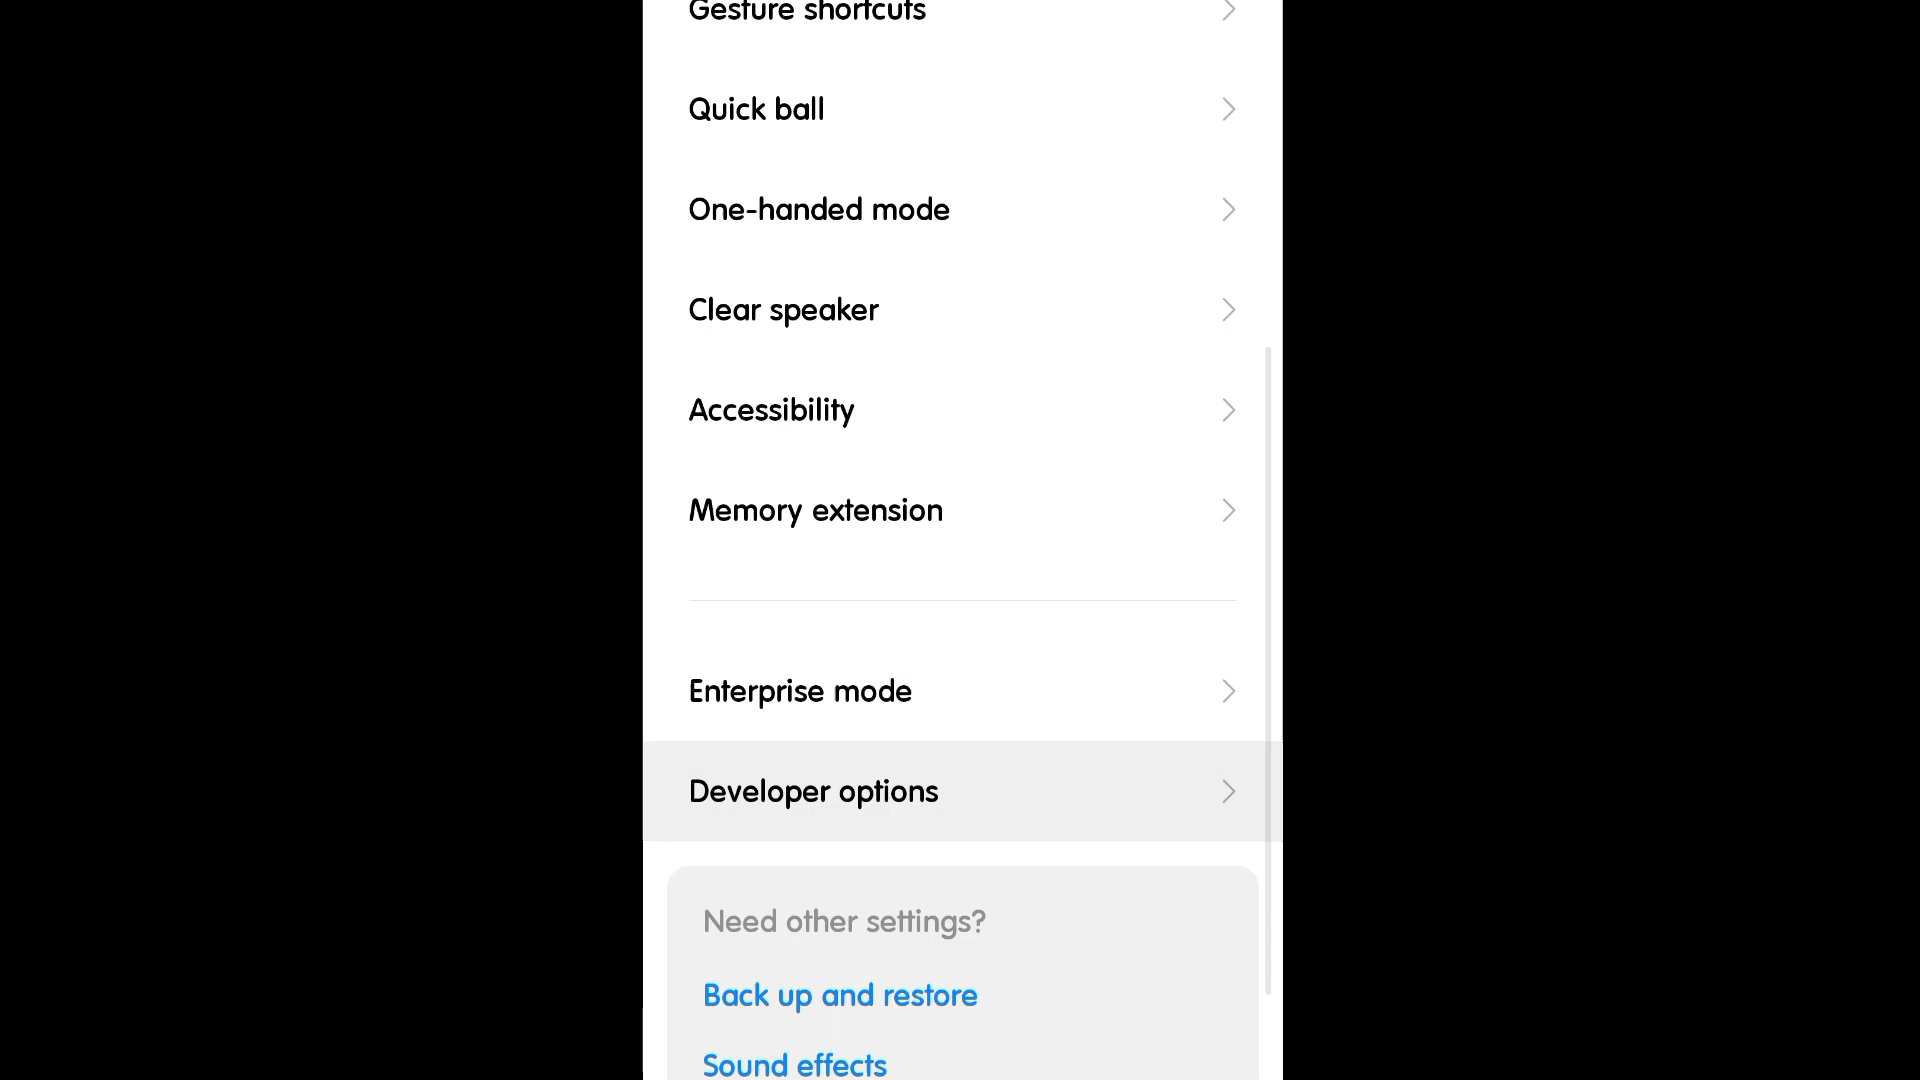 Gesture shortcuts
Quick ball
One-handed mode
Clear speaker
Accessibility
Memory extension
Enterprise mode
Developer options
Need other settings?
Back up and restore
Sound effects